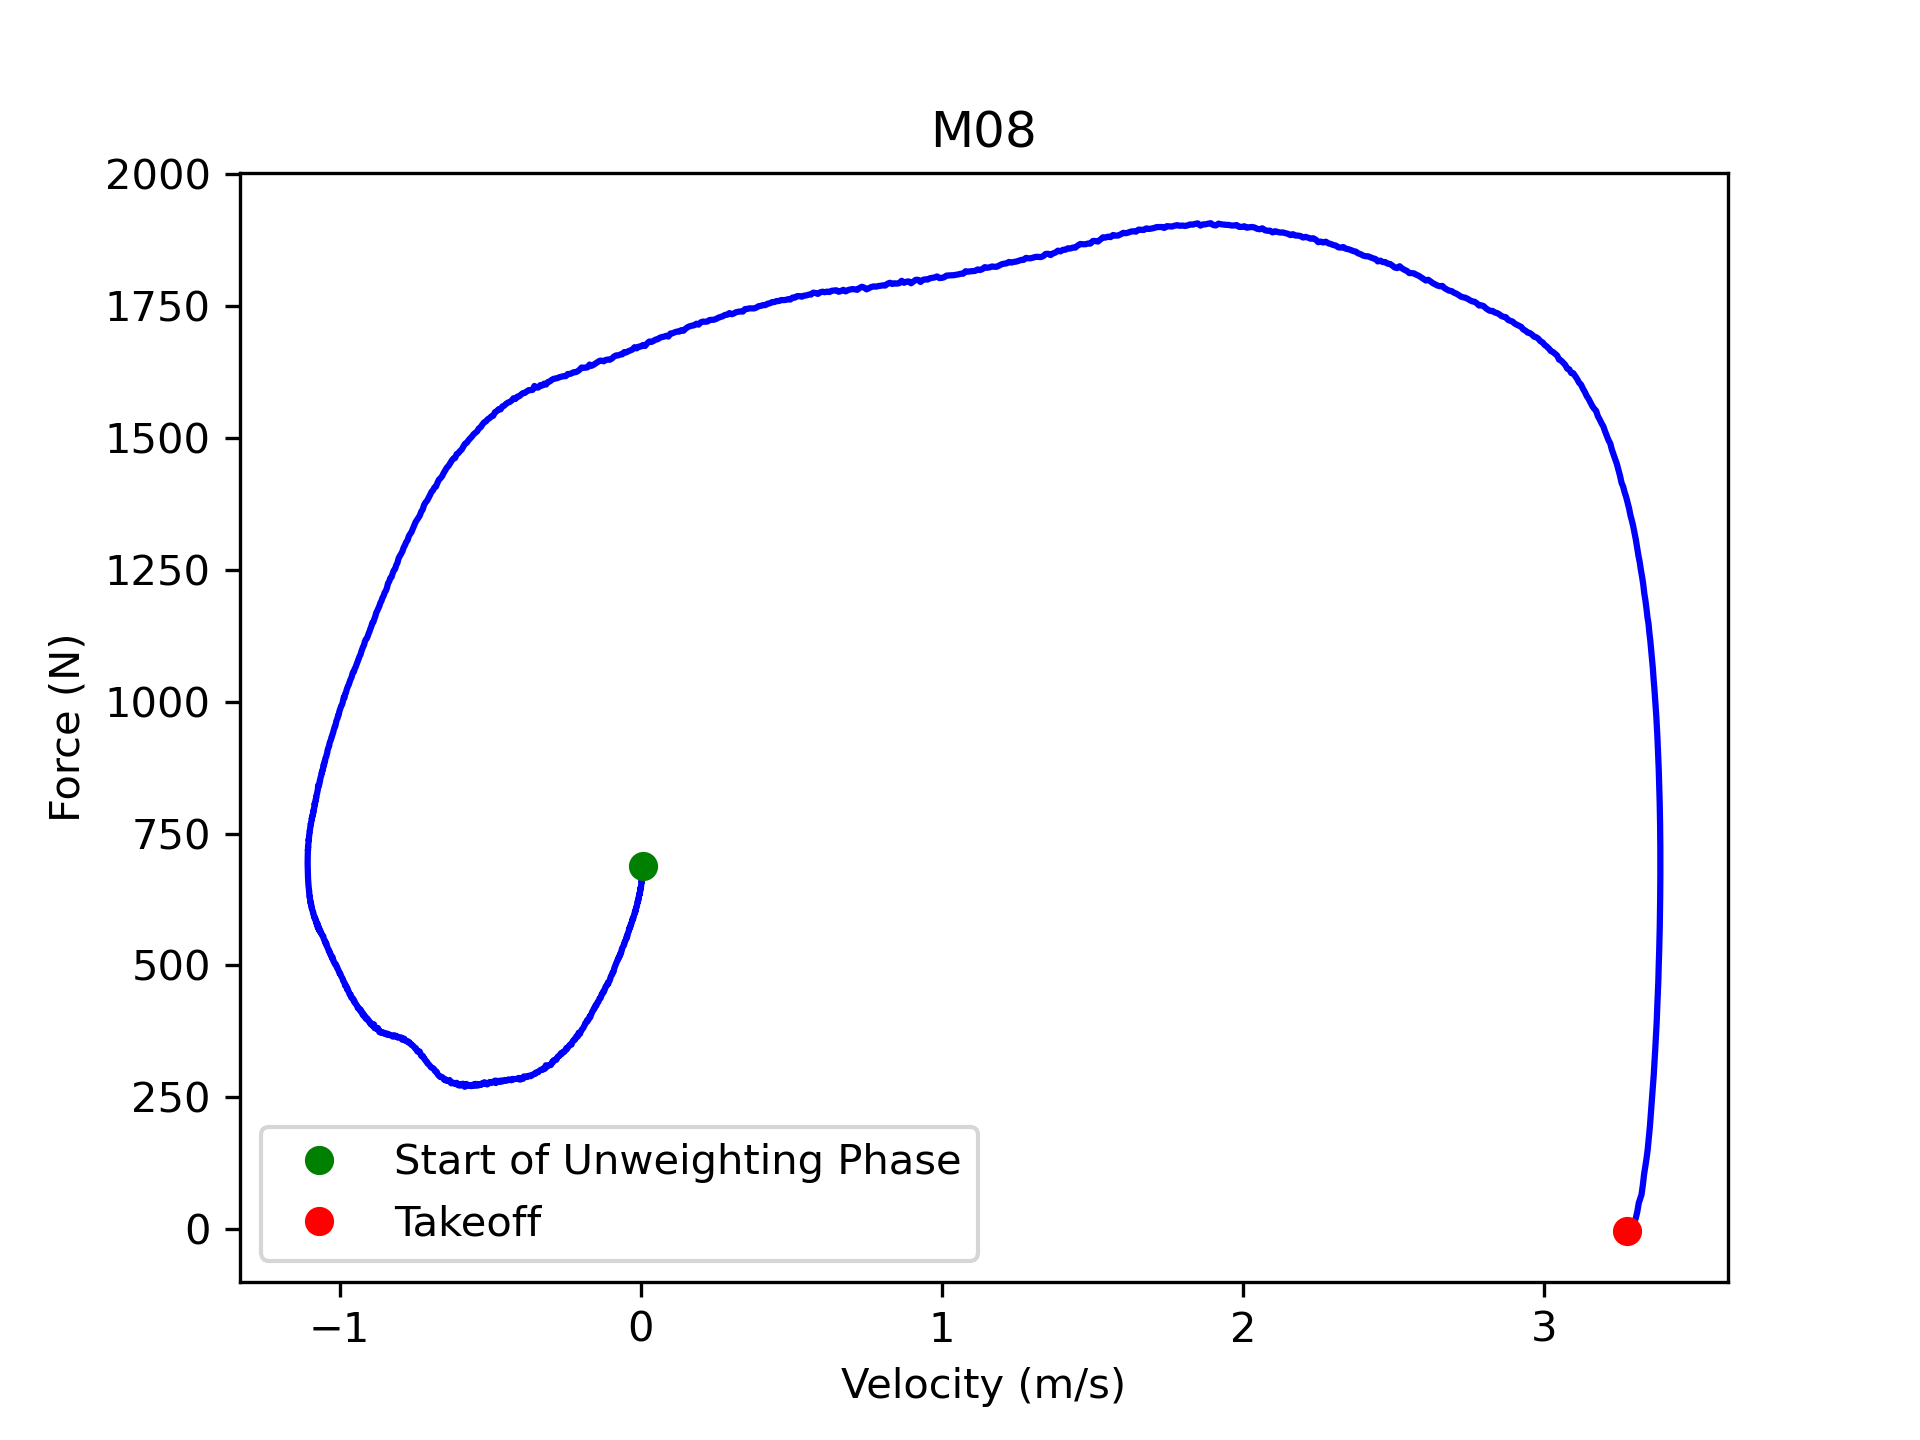 M08
2000
1750
1500
1250
1000
750
500
250
0
Force (N)
Start of Unweighting Phase
Takeoff
−1 0 1 2 3
Velocity (m/s)